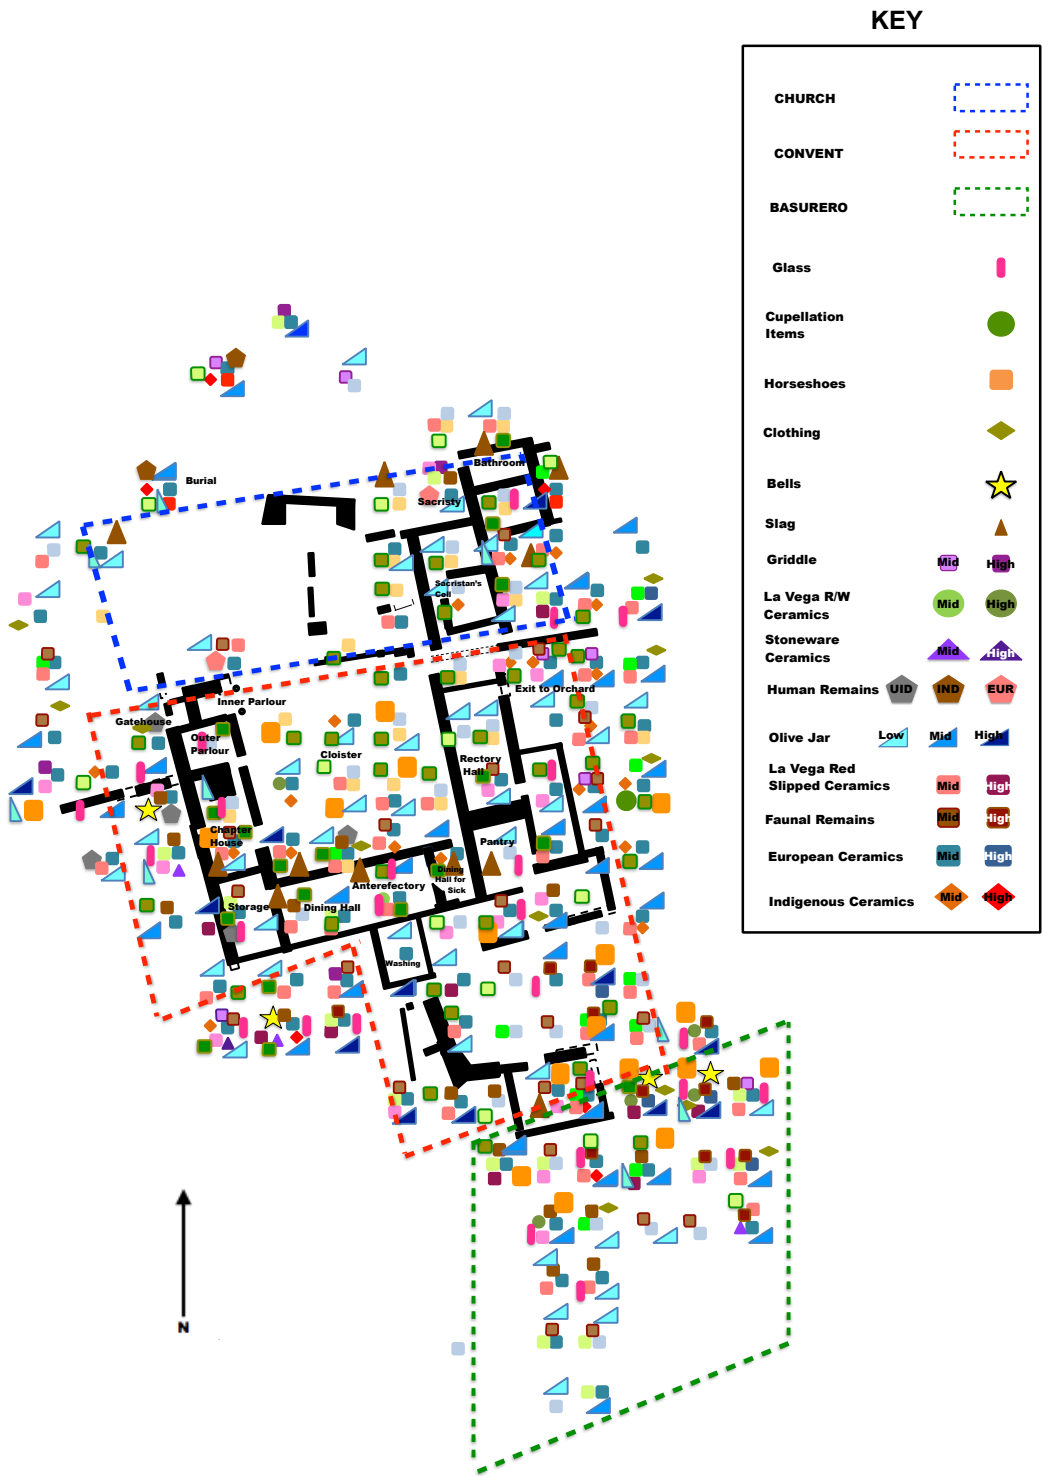 KEY
CHURCH
CONVENT
BASURERO
Glass
Cupellation
Items
Horseshoes
Clothing
Bells
Slag
Griddle Mid High
La Vega R/W
Ceramics Mid High
Stoneware
Ceramics Mid High
Human Remains UID IND EUR
Olive Jar Low Mid High
La Vega Red
Slipped Ceramics Mid High
Faunal Remains Mid High
European Ceramics Mid High
Indigenous Ceramics Mid High
Burial
Bathroom
Sacristy
Sacristan's
Cell
Exit to Orchard
Inner Parlour
Gatehouse
Outer
Parlour
Cloister
Rectory
Hall
Chapter
House
Pantry
Dining
Hall for
Sick
Anterefectory
Storage
Dining Hall
Washing
N